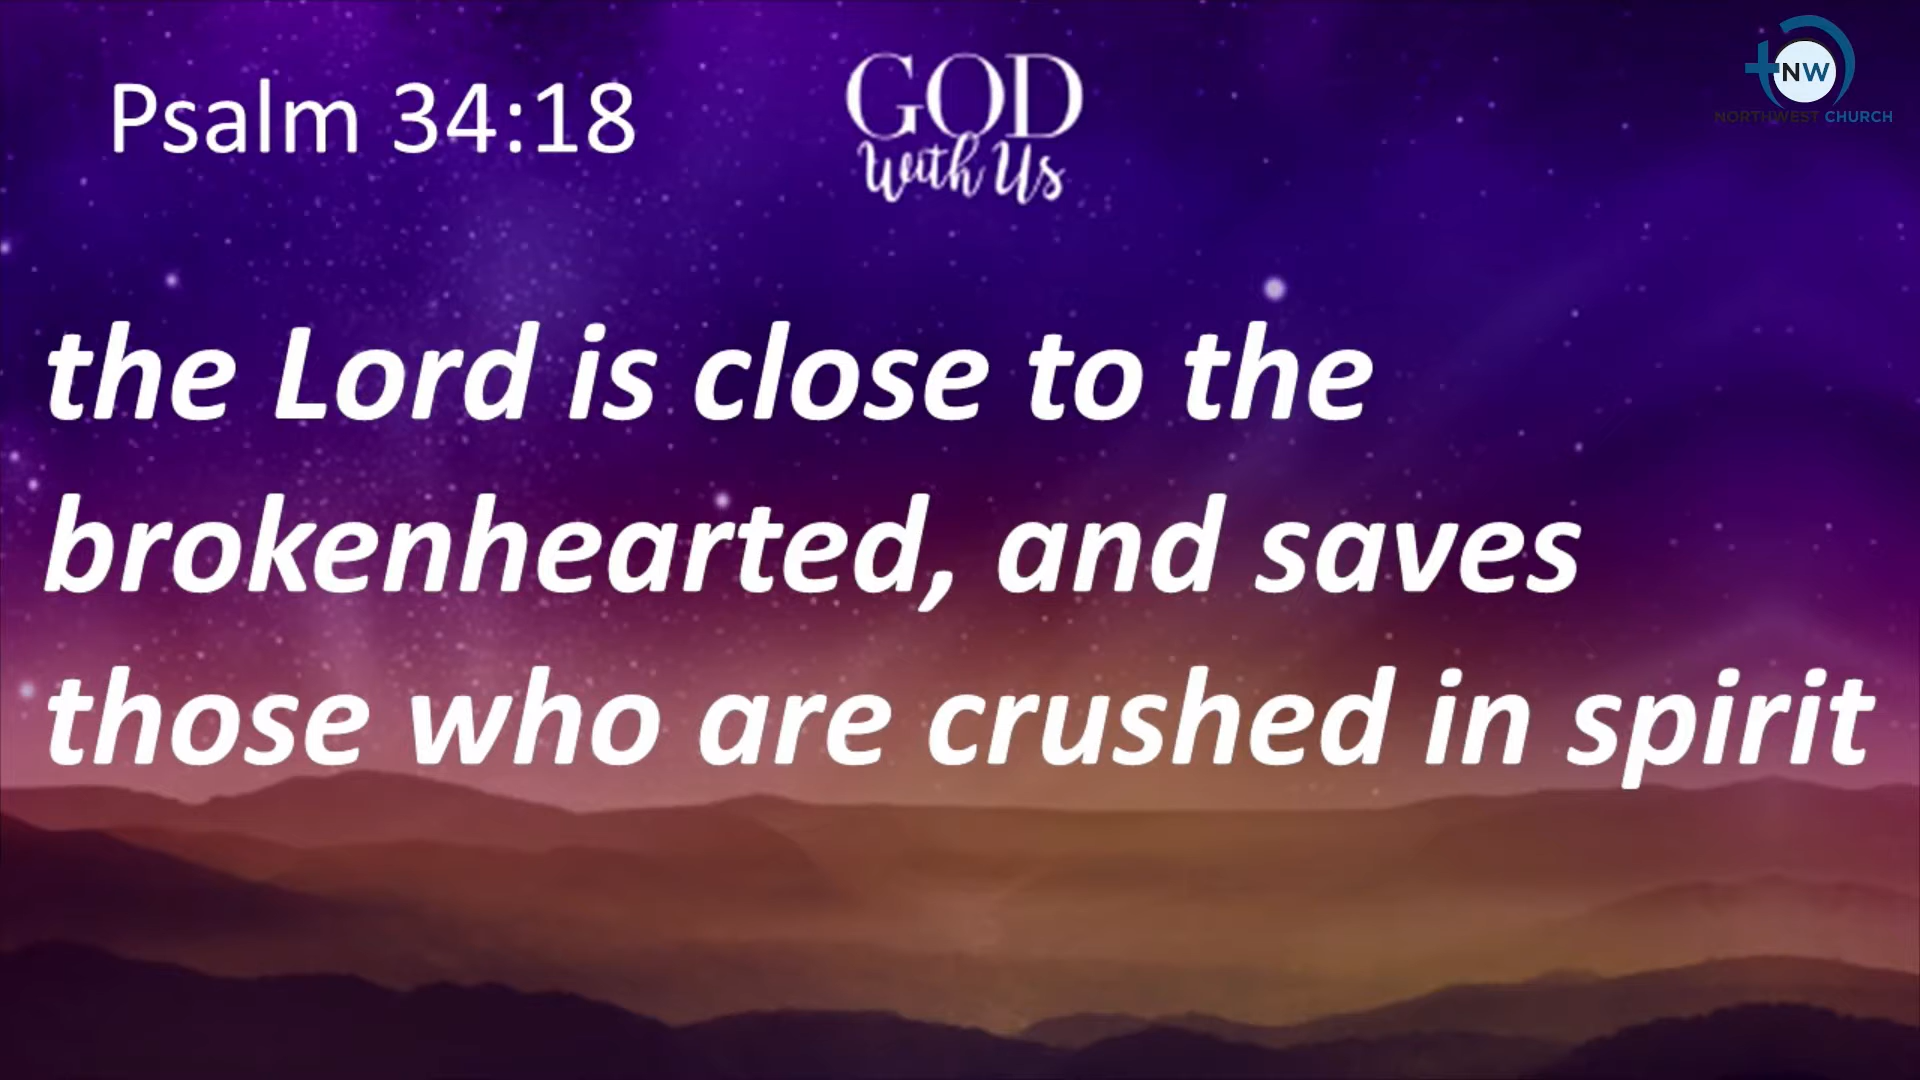 Psalm 34:18
GOD
With Us
NW
NORTHWEST CHURCH
the Lord is close to the
brokenhearted, and saves
those who are crushed in spirit